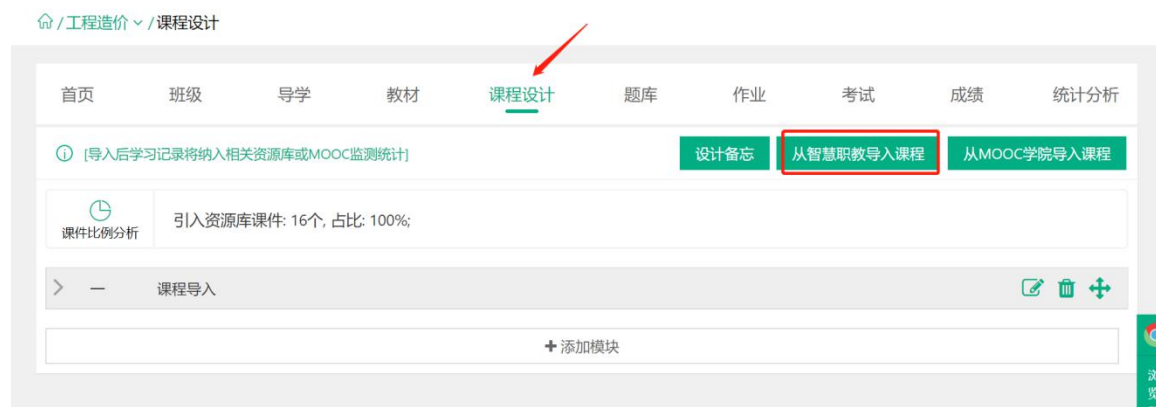 / 工程造价 / 课程设计
首页 班级 导学 教材 课程设计 题库 作业 考试 成绩 统计分析
[导入后学习记录将纳入相关资源库或MOOC监测统计] 设计备忘 从智慧职教导入课程 从MOOC学院导入课程
课件比例分析 引入资源库课件: 16个, 占比: 100%;
一 课程导入
+ 添加模块
浏
览